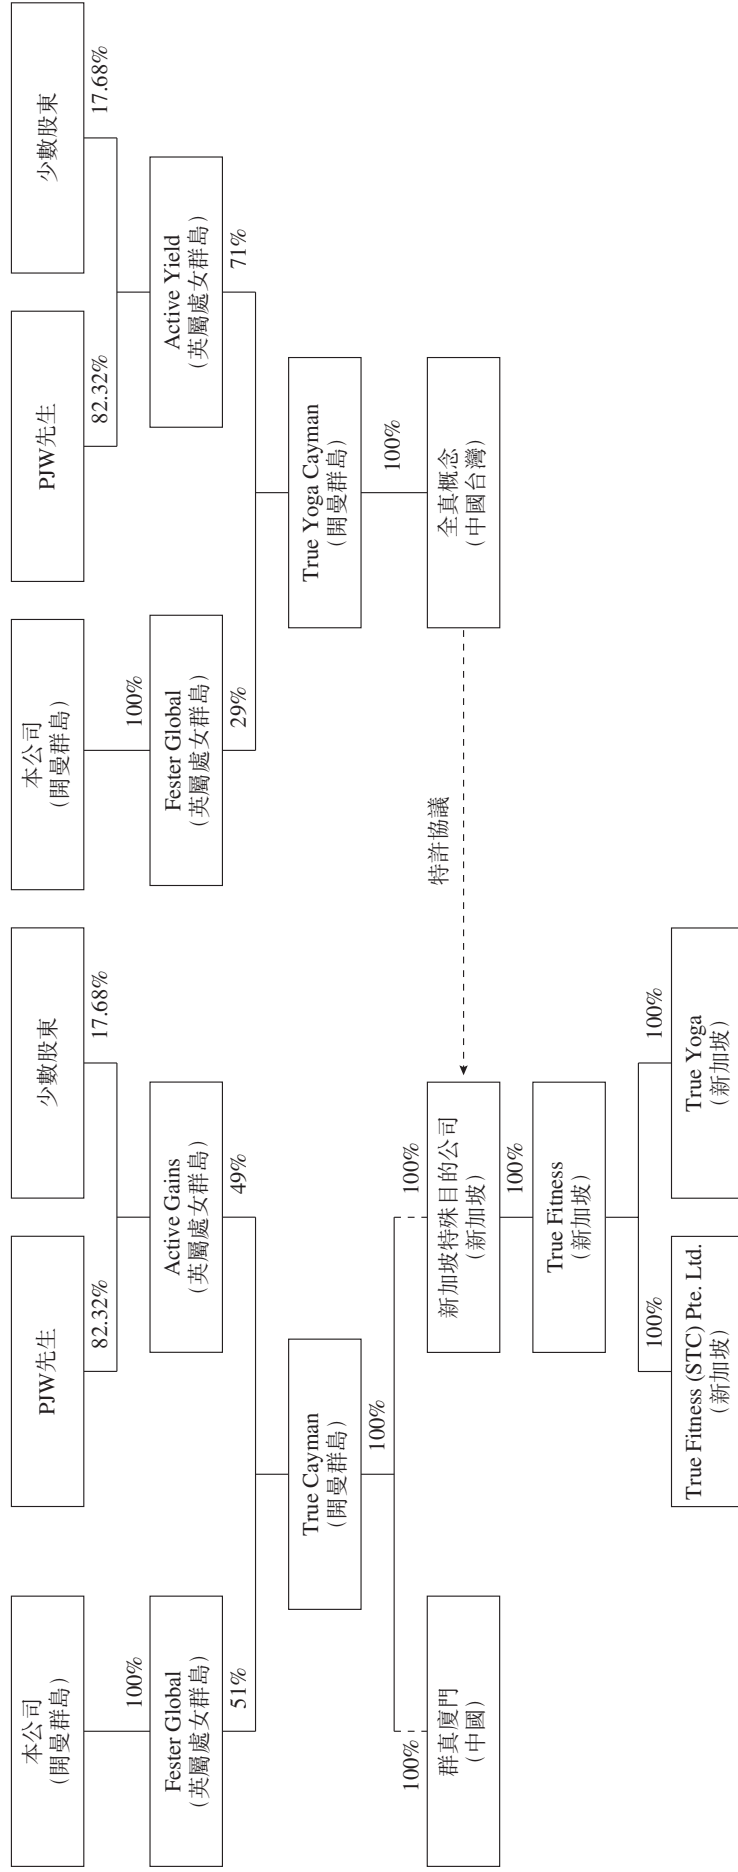 本公司
(開曼群島)
PJW先生
少數股東
100%
82.32%
17.68%
Fester Global
(英屬處女群島)
Active Gains
(英屬處女群島)
51%
49%
True Cayman
(開曼群島)
100%
100%
100%
群真廈門
(中國)
新加坡特殊目的公司
(新加坡)
100%
True Fitness
(新加坡)
100%
100%
True Fitness (STC) Pte. Ltd.
(新加坡)
True Yoga
(新加坡)
本公司
(開曼群島)
PJW先生
少數股東
100%
82.32%
17.68%
Fester Global
(英屬處女群島)
Active Yield
(英屬處女群島)
29%
71%
True Yoga Cayman
(開曼群島)
100%
全真概念
(中國台灣)
特許協議